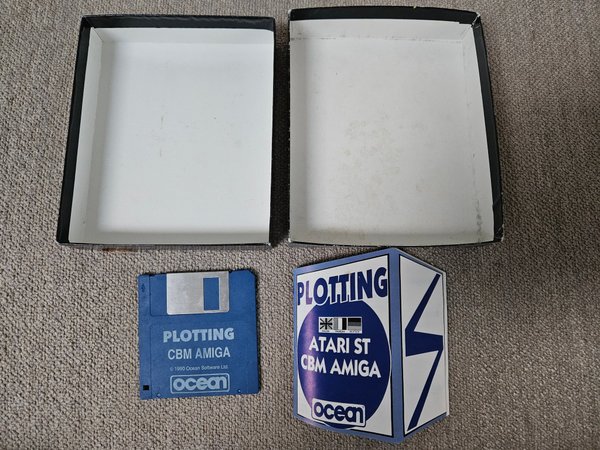 PLOTTING
CBM AMIGA
© 1990 Ocean Software Ltd.
ocean
PLOTTING
ATARI ST
CBM AMIGA
ocean